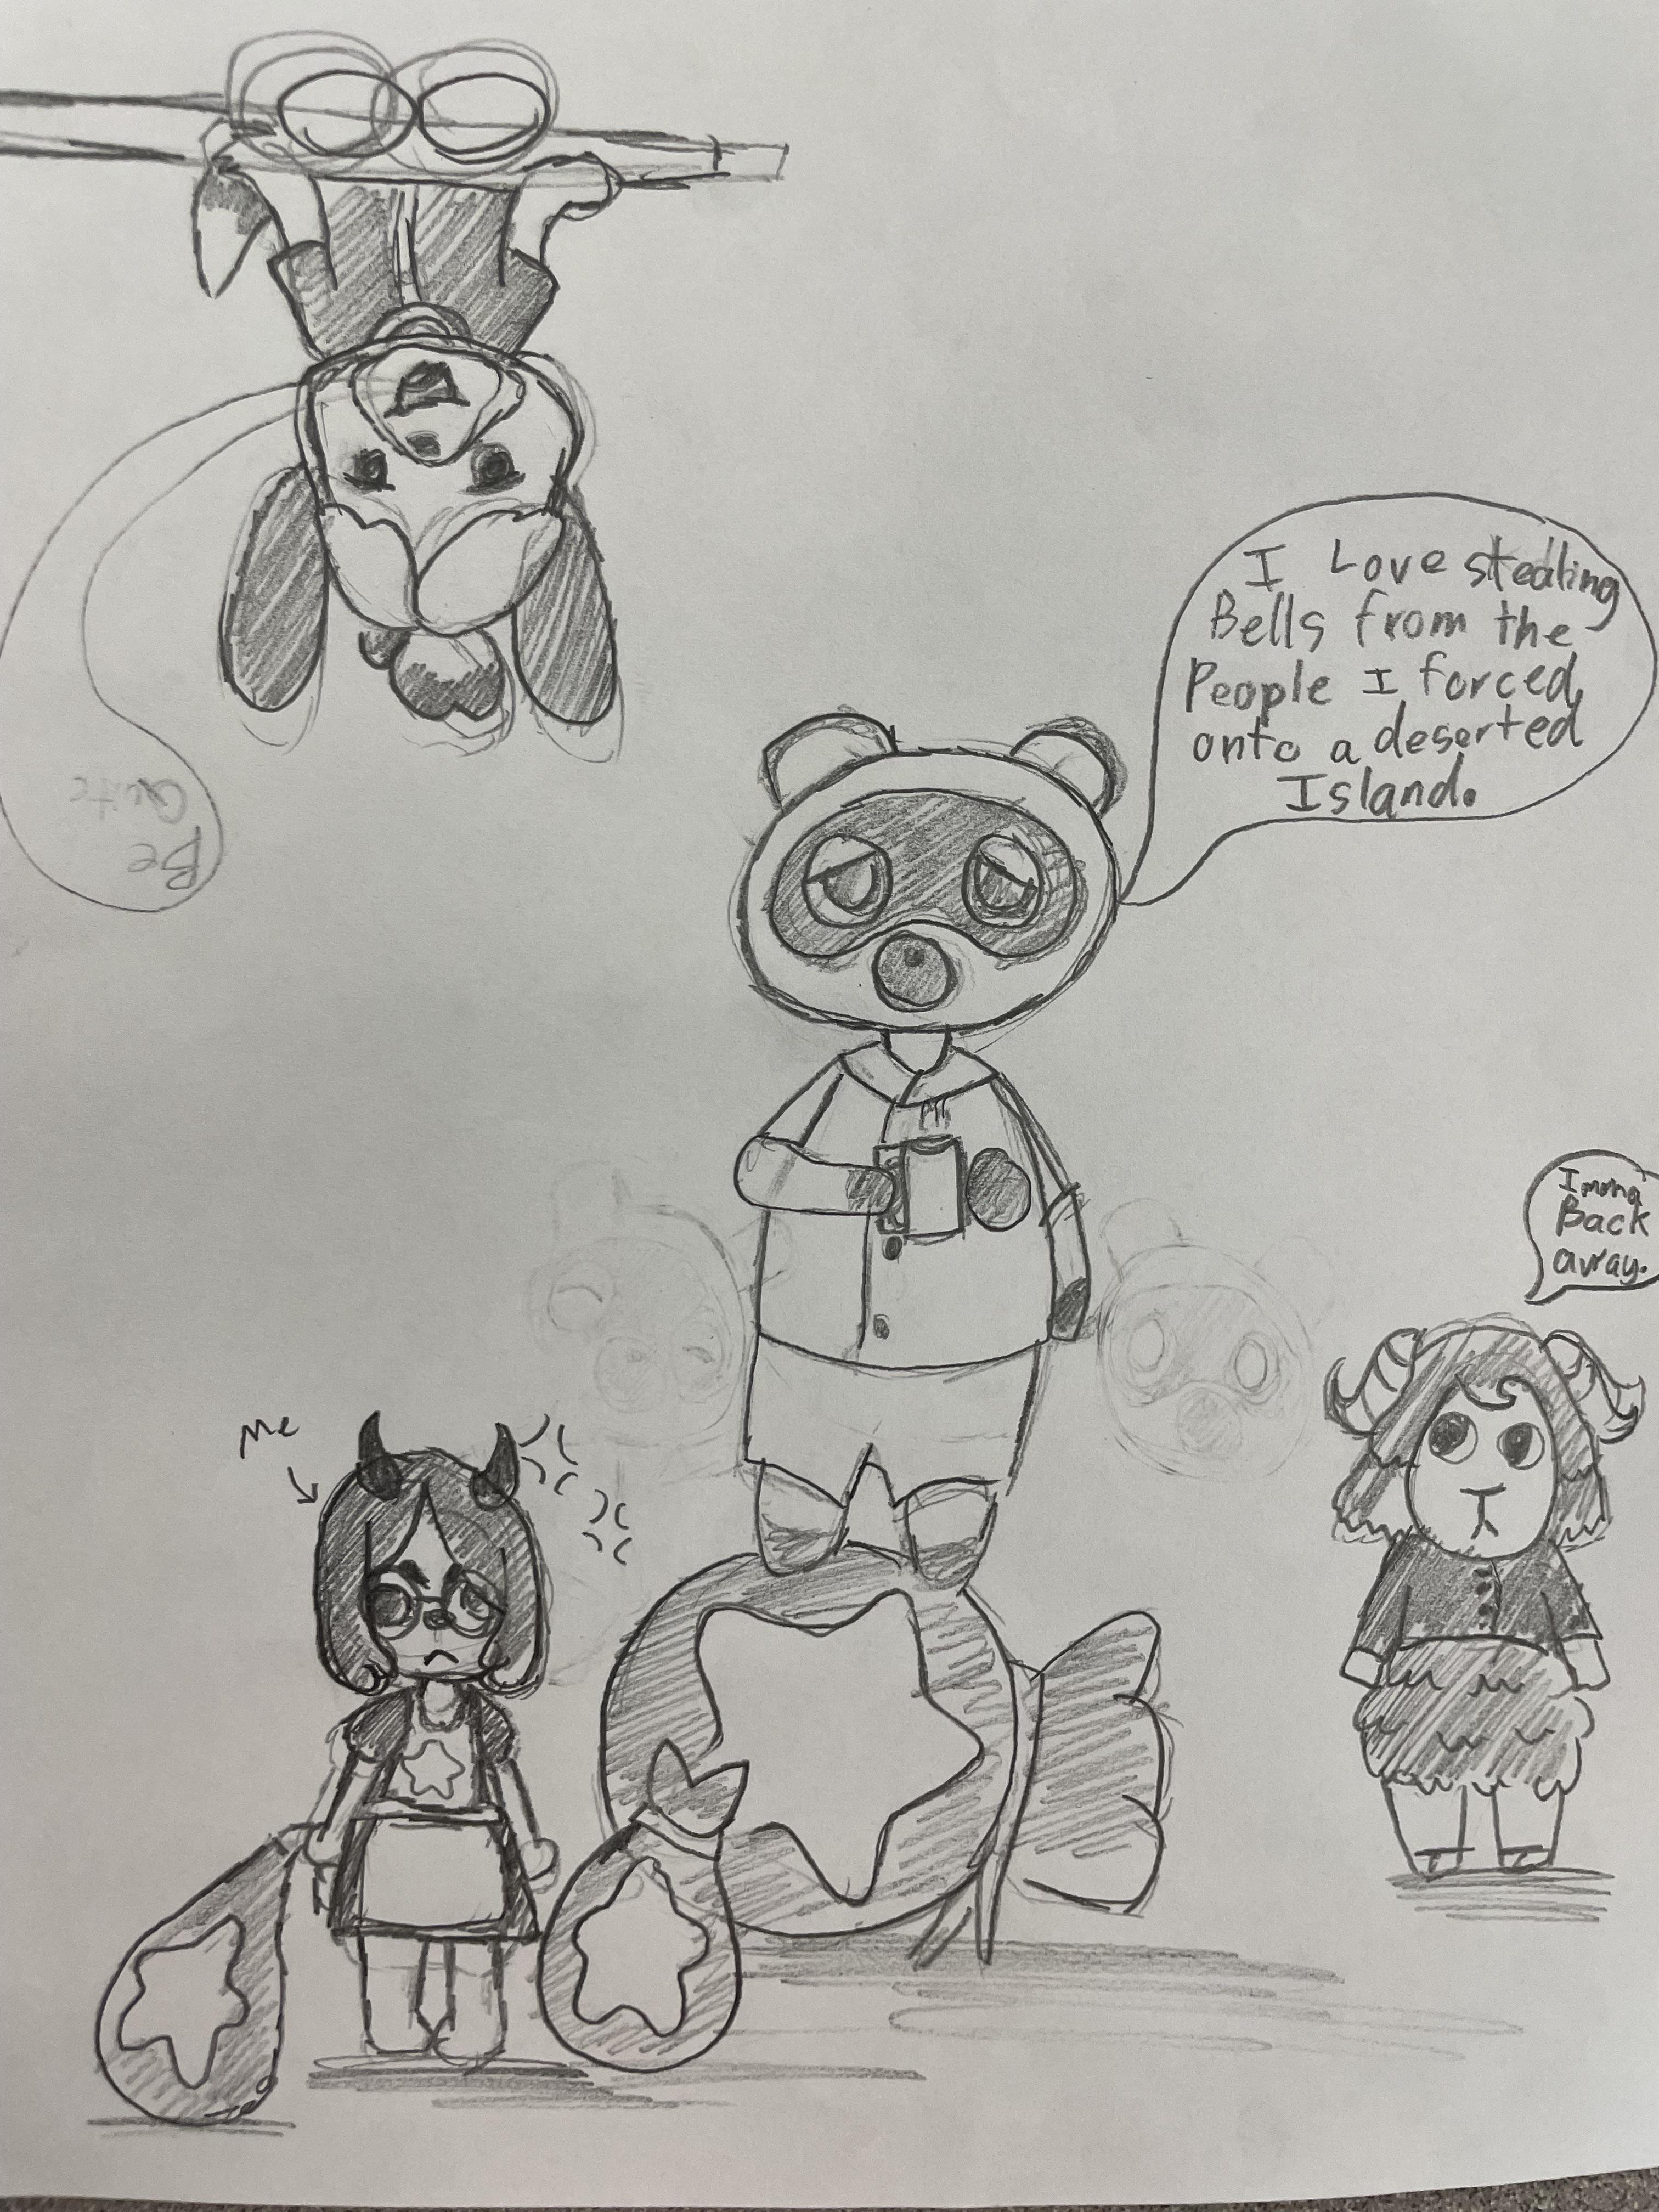 I Love stealing
Bells from the
People I forced
onto a deserted
Island.
Be
Quite
Imma
Back
away.
Me